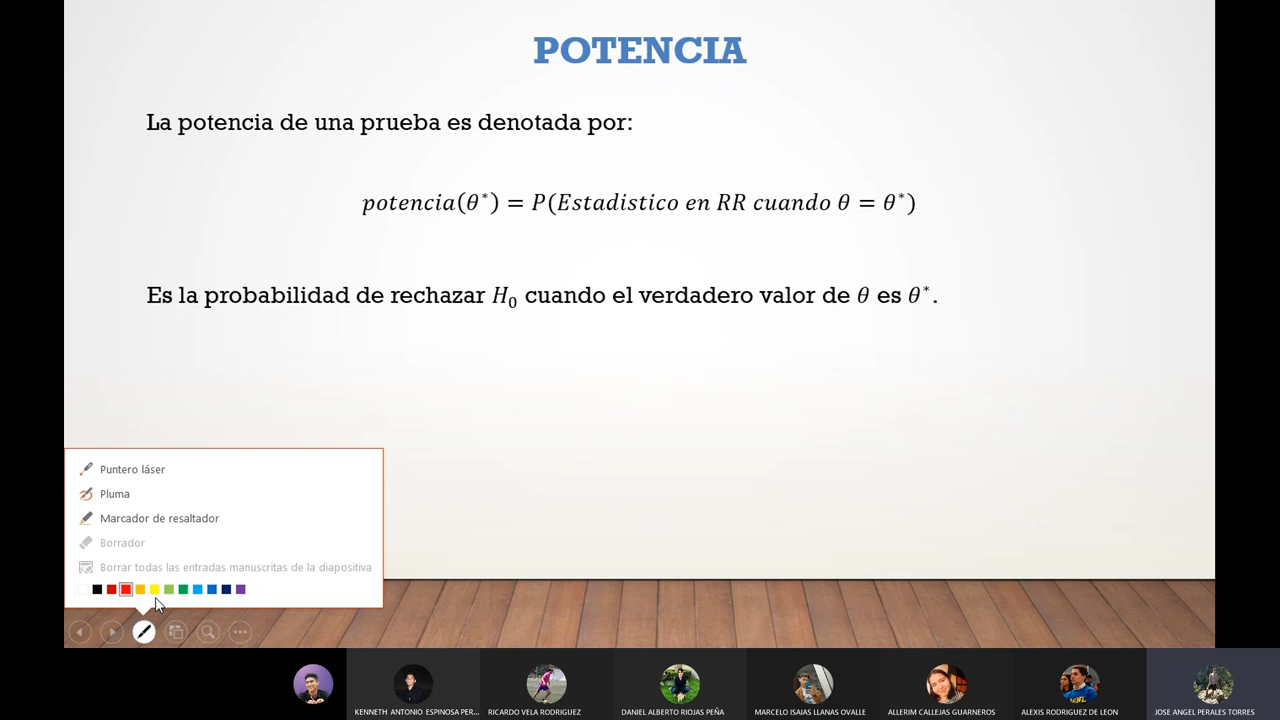 POTENCIA
La potencia de una prueba es denotada por:
potencia(θ*) = P(Estadistico en RR cuando θ = θ*)
Es la probabilidad de rechazar H₀ cuando el verdadero valor de θ es θ*.
Puntero láser
Pluma
Marcador de resaltador
Borrador
Borrar todas las entradas manuscritas de la diapositiva
KENNETH ANTONIO ESPINOSA PER...
RICARDO VELA RODRIGUEZ
DANIEL ALBERTO RIOJAS PEÑA
MARCELO ISAIAS LLANAS OVALLE
ALLERIM CALLEJAS GUARNEROS
ALEXIS RODRIGUEZ DE LEON
JOSE ANGEL PERALES TORRES